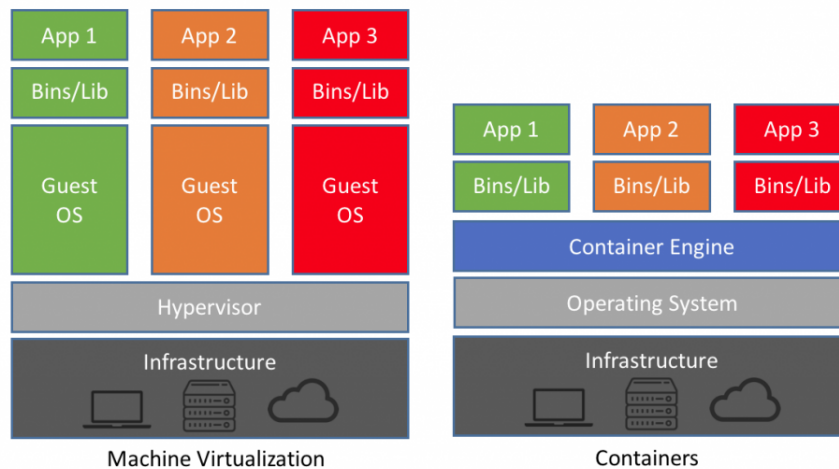 App 1
App 2
App 3
Bins/Lib
Bins/Lib
Bins/Lib
Guest
OS
Guest
OS
Guest
OS
Hypervisor
Infrastructure
Machine Virtualization
App 1
App 2
App 3
Bins/Lib
Bins/Lib
Bins/Lib
Container Engine
Operating System
Infrastructure
Containers